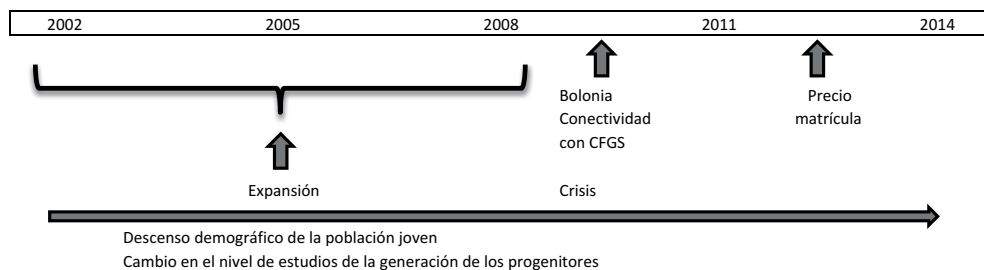 2002 2005 2008 2011 2014
Bolonia
Conectividad
con CFGS
Precio
matrícula
Expansión
Crisis
Descenso demográfico de la población joven
Cambio en el nivel de estudios de la generación de los progenitores